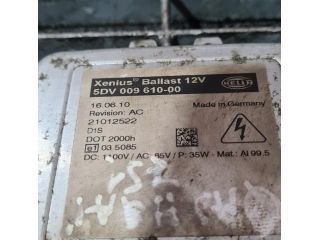 Xenius® Ballast 12V
5DV 009 610-00
HELLA
16.06.10
Made in Germany
Revision: AC
21012522
D1S
DOT 2000h
e1 03 5085
DC: 1100V / AC: 85V / P: 35W - Mat.: Al 99.5